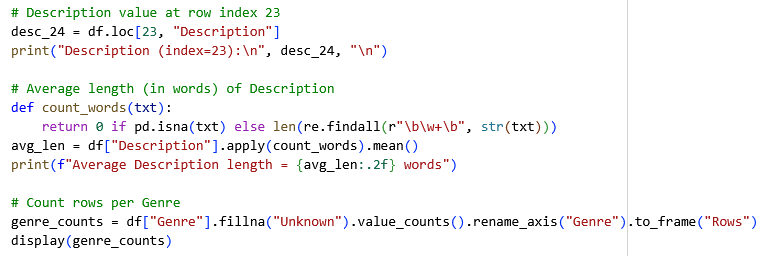 # Description value at row index 23
desc_24 = df.loc[23, "Description"]
print("Description (index=23):\n", desc_24, "\n")

# Average length (in words) of Description
def count_words(txt):
    return 0 if pd.isna(txt) else len(re.findall(r"\b\w+\b", str(txt)))
avg_len = df["Description"].apply(count_words).mean()
print(f"Average Description length = {avg_len:.2f} words")

# Count rows per Genre
genre_counts = df["Genre"].fillna("Unknown").value_counts().rename_axis("Genre").to_frame("Rows")
display(genre_counts)